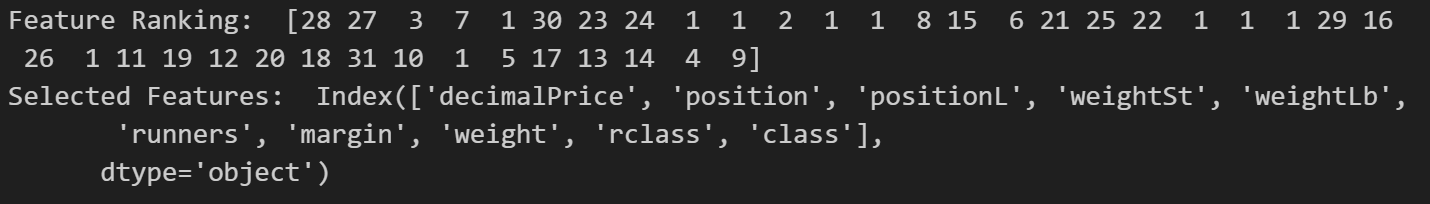 Feature Ranking:  [28 27  3  7  1 30 23 24  1  1  2  1  1  8 15  6 21 25 22  1  1  1 29 16
 26  1 11 19 12 20 18 31 10  1  5 17 13 14  4  9]
Selected Features:  Index(['decimalPrice', 'position', 'positionL', 'weightSt', 'weightLb',
       'runners', 'margin', 'weight', 'rclass', 'class'],
      dtype='object')